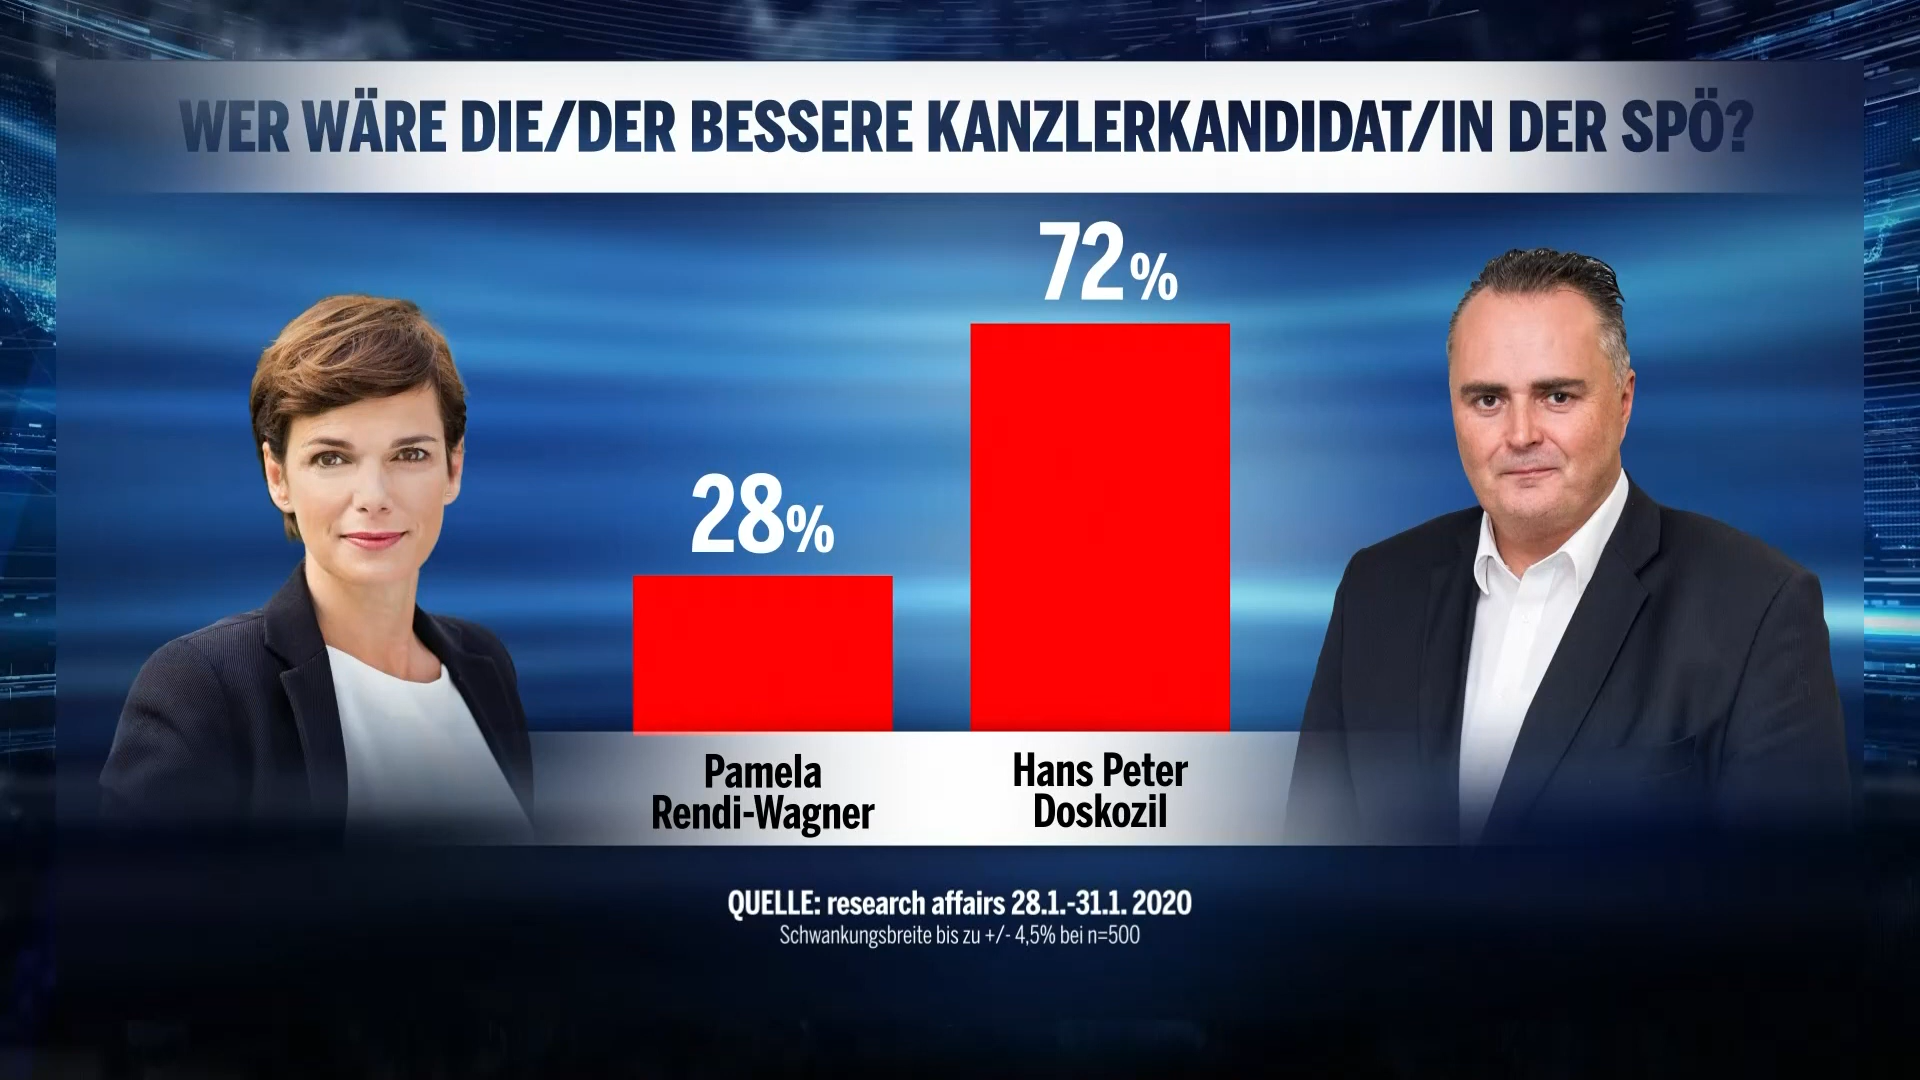 WER WÄRE DIE/DER BESSERE KANZLERKANDIDAT/IN DER SPÖ?
72%
28%
Pamela
Rendi-Wagner
Hans Peter
Doskozil
QUELLE: research affairs 28.1.-31.1. 2020
Schwankungsbreite bis zu +/- 4,5% bei n=500